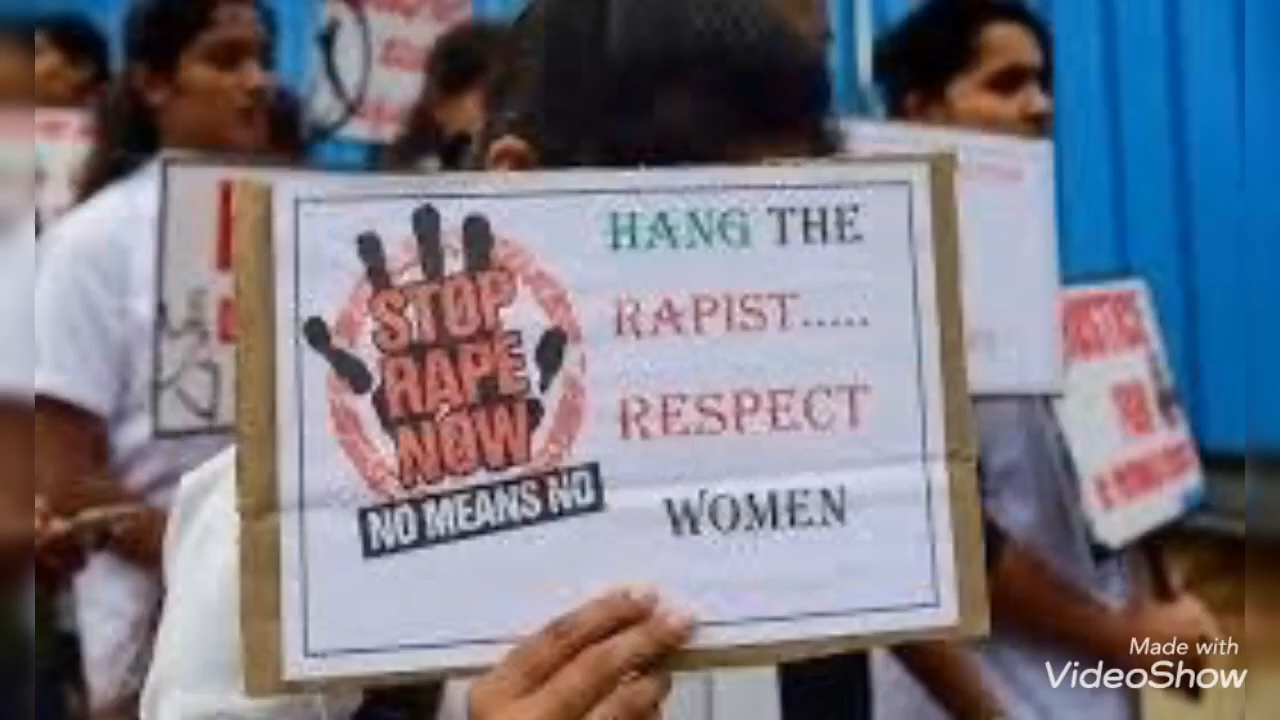 STOP
RAPE
NOW
NO MEANS NO
HANG THE
RAPIST.....
RESPECT
WOMEN
Made with
VideoShow